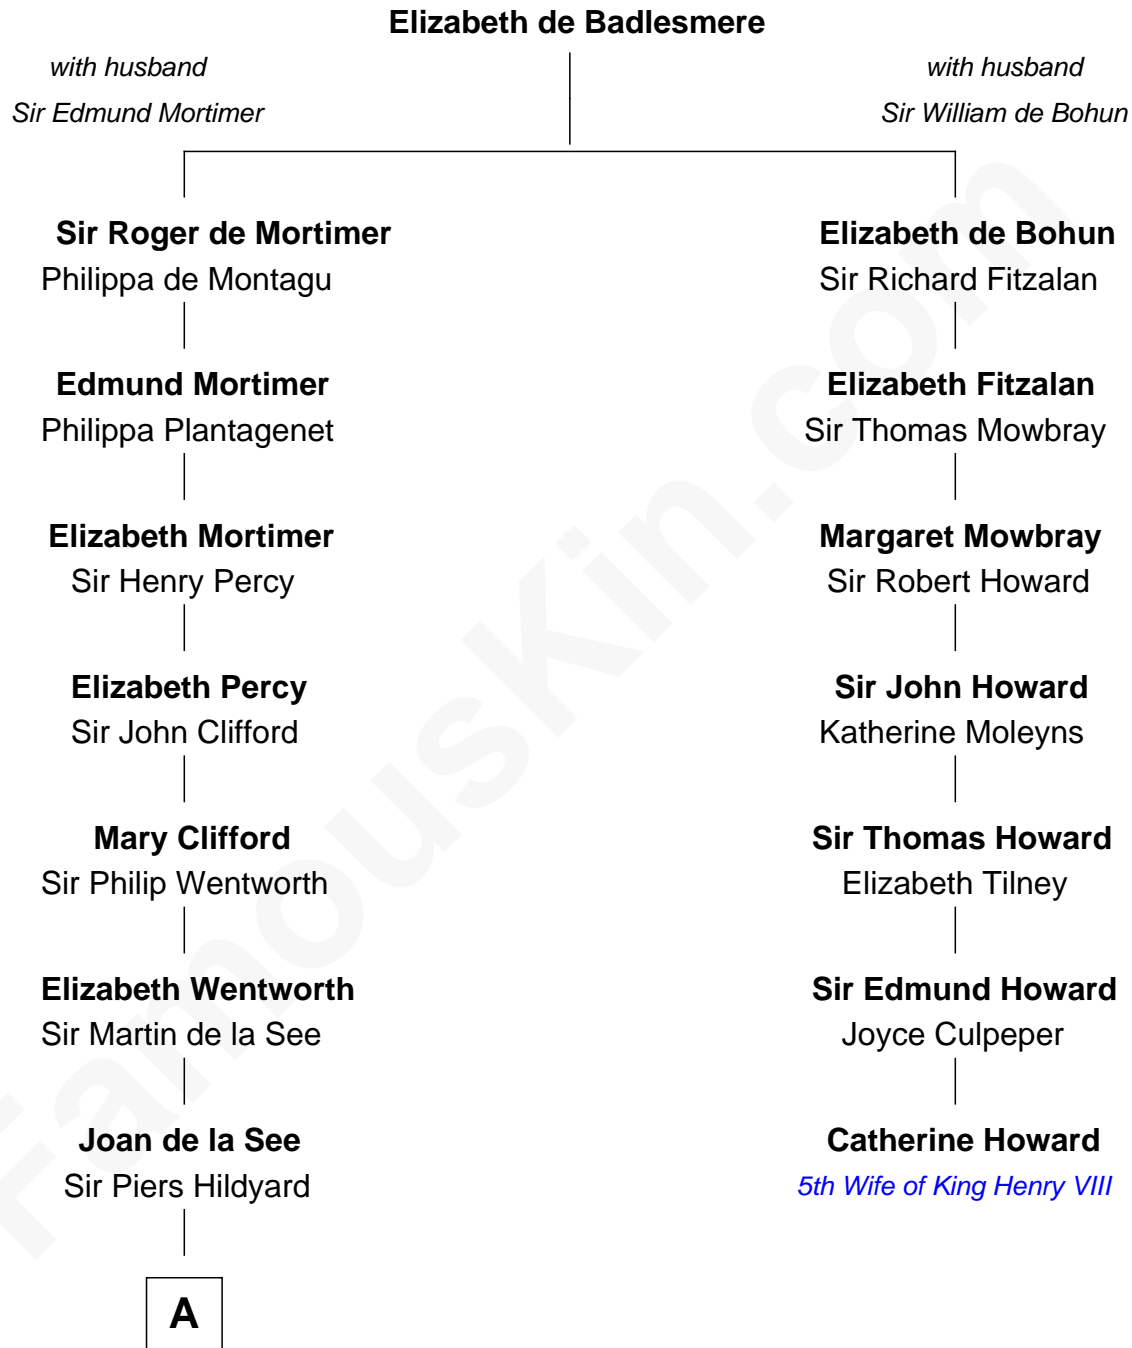 Elizabeth de Badlesmere
with husband
Sir Edmund Mortimer
with husband
Sir William de Bohun
Sir Roger de Mortimer
Philippa de Montagu
Elizabeth de Bohun
Sir Richard Fitzalan
Edmund Mortimer
Philippa Plantagenet
Elizabeth Fitzalan
Sir Thomas Mowbray
Elizabeth Mortimer
Sir Henry Percy
Margaret Mowbray
Sir Robert Howard
Elizabeth Percy
Sir John Clifford
Sir John Howard
Katherine Moleyns
Mary Clifford
Sir Philip Wentworth
Sir Thomas Howard
Elizabeth Tilney
Elizabeth Wentworth
Sir Martin de la See
Sir Edmund Howard
Joyce Culpeper
Joan de la See
Sir Piers Hildyard
Catherine Howard
5th Wife of King Henry VIII
A
FamousKin.com